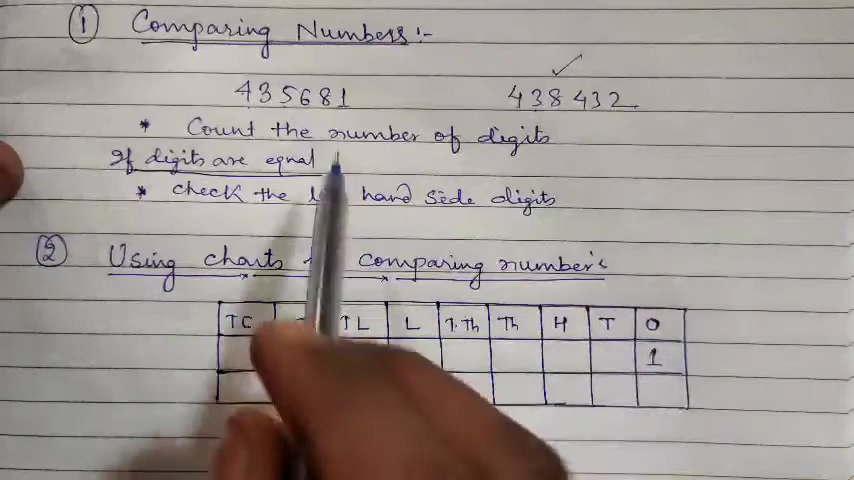 ① Comparing Numbers:-
✓
435681 438432
* Count the number of digits
If digits are equal
* check the hand side digits
② Using charts comparing number's
TC TL L T.Th Th H T O
1